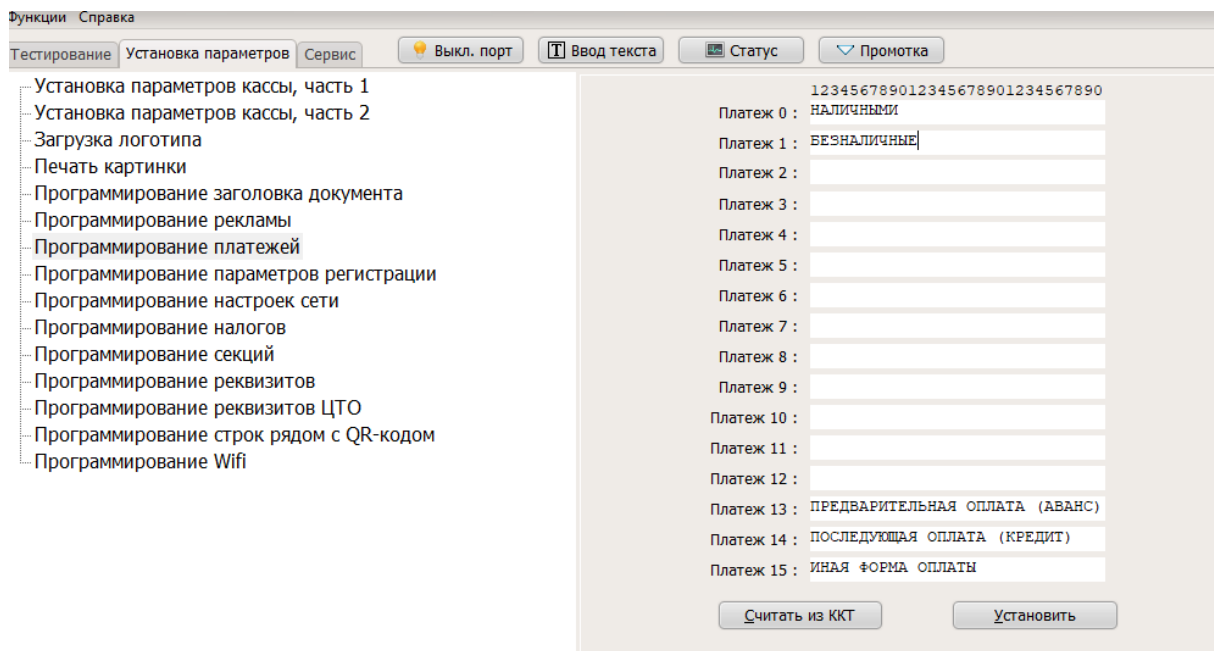 Функции Справка
Тестирование Установка параметров Сервис Выкл. порт Ввод текста Статус Промотка
Установка параметров кассы, часть 1
Установка параметров кассы, часть 2
Загрузка логотипа
Печать картинки
Программирование заголовка документа
Программирование рекламы
Программирование платежей
Программирование параметров регистрации
Программирование настроек сети
Программирование налогов
Программирование секций
Программирование реквизитов
Программирование реквизитов ЦТО
Программирование строк рядом с QR-кодом
Программирование Wifi
123456789012345678901234567890
Платеж 0 : НАЛИЧНЫМИ
Платеж 1 : БЕЗНАЛИЧНЫЕ
Платеж 2 :
Платеж 3 :
Платеж 4 :
Платеж 5 :
Платеж 6 :
Платеж 7 :
Платеж 8 :
Платеж 9 :
Платеж 10 :
Платеж 11 :
Платеж 12 :
Платеж 13 : ПРЕДВАРИТЕЛЬНАЯ ОПЛАТА (АВАНС)
Платеж 14 : ПОСЛЕДУЮЩАЯ ОПЛАТА (КРЕДИТ)
Платеж 15 : ИНАЯ ФОРМА ОПЛАТЫ
Считать из ККТ Установить